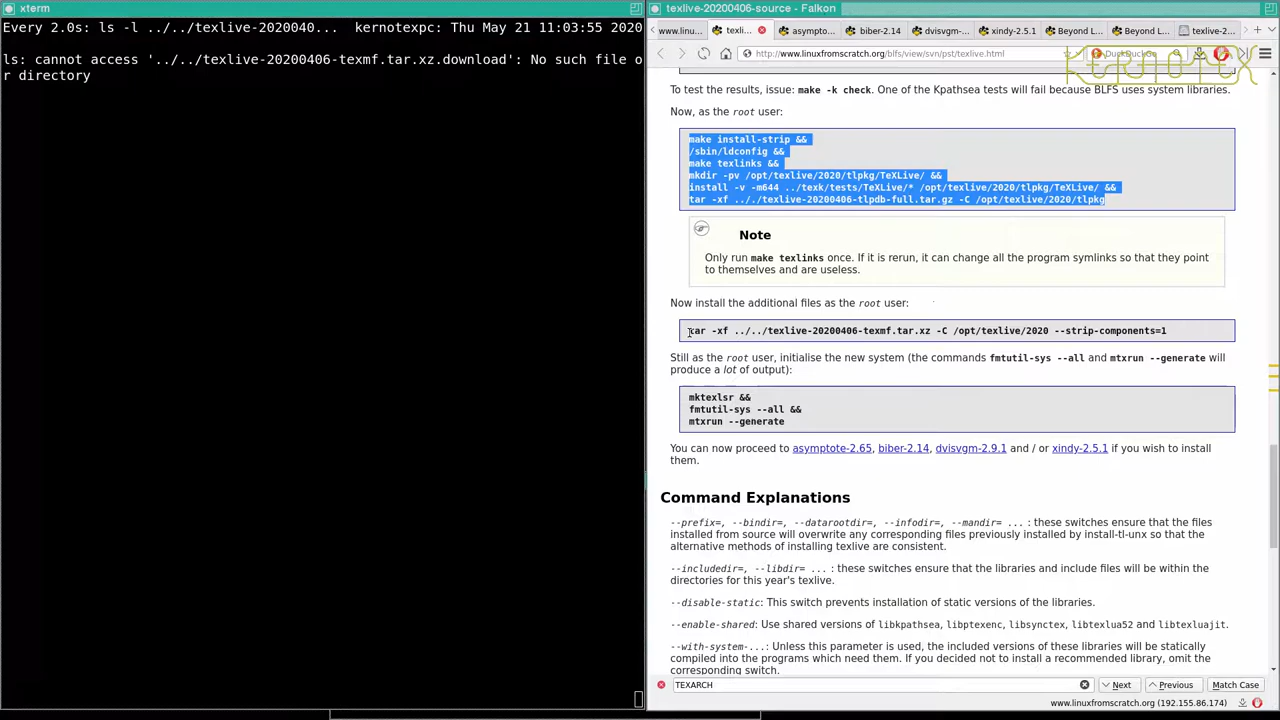 xterm
texlive-20200406-source - Falkon
Every 2.0s: ls -l ../../texlive-2020040... kernotexpc: Thu May 21 11:03:55 2020
ls: cannot access '../../texlive-20200406-texmf.tar.xz.download': No such file o
r directory
www.linu... texli... asympto... biber-2.14 dvisvgm-... xindy-2.5.1 Beyond L... Beyond L... texlive-2...
http://www.linuxfromscratch.org/blfs/view/svn/pst/texlive.html
DuckDuckGo
KERNOTEX
To test the results, issue: make -k check. One of the Kpathsea tests will fail because BLFS uses system libraries.
Now, as the root user:
make install-strip &&
/sbin/ldconfig &&
make texlinks &&
mkdir -pv /opt/texlive/2020/tlpkg/TeXLive/ &&
install -v -m644 ../texk/tests/TeXLive/* /opt/texlive/2020/tlpkg/TeXLive/ &&
tar -xf ../../texlive-20200406-tlpdb-full.tar.gz -C /opt/texlive/2020/tlpkg
Note
Only run make texlinks once. If it is rerun, it can change all the program symlinks so that they point
to themselves and are useless.
Now install the additional files as the root user:
tar -xf ../../texlive-20200406-texmf.tar.xz -C /opt/texlive/2020 --strip-components=1
Still as the root user, initialise the new system (the commands fmtutil-sys --all and mtxrun --generate will
produce a lot of output):
mktexlsr &&
fmtutil-sys --all &&
mtxrun --generate
You can now proceed to asymptote-2.65, biber-2.14, dvisvgm-2.9.1 and / or xindy-2.5.1 if you wish to install
them.
Command Explanations
--prefix=, --bindir=, --datarootdir=, --infodir=, --mandir= ... : these switches ensure that the files
installed from source will overwrite any corresponding files previously installed by install-tl-unx so that the
alternative methods of installing texlive are consistent.
--includedir=, --libdir= ... : these switches ensure that the libraries and include files will be within the
directories for this year's texlive.
--disable-static: This switch prevents installation of static versions of the libraries.
--enable-shared: Use shared versions of libkpathsea, libptexenc, libsynctex, libtexlua52 and libtexluajit.
--with-system-...: Unless this parameter is used, the included versions of these libraries will be statically
compiled into the programs which need them. If you decided not to install a recommended library, omit the
corresponding switch.
TEXARCH Next Previous Match Case
www.linuxfromscratch.org (192.155.86.174)